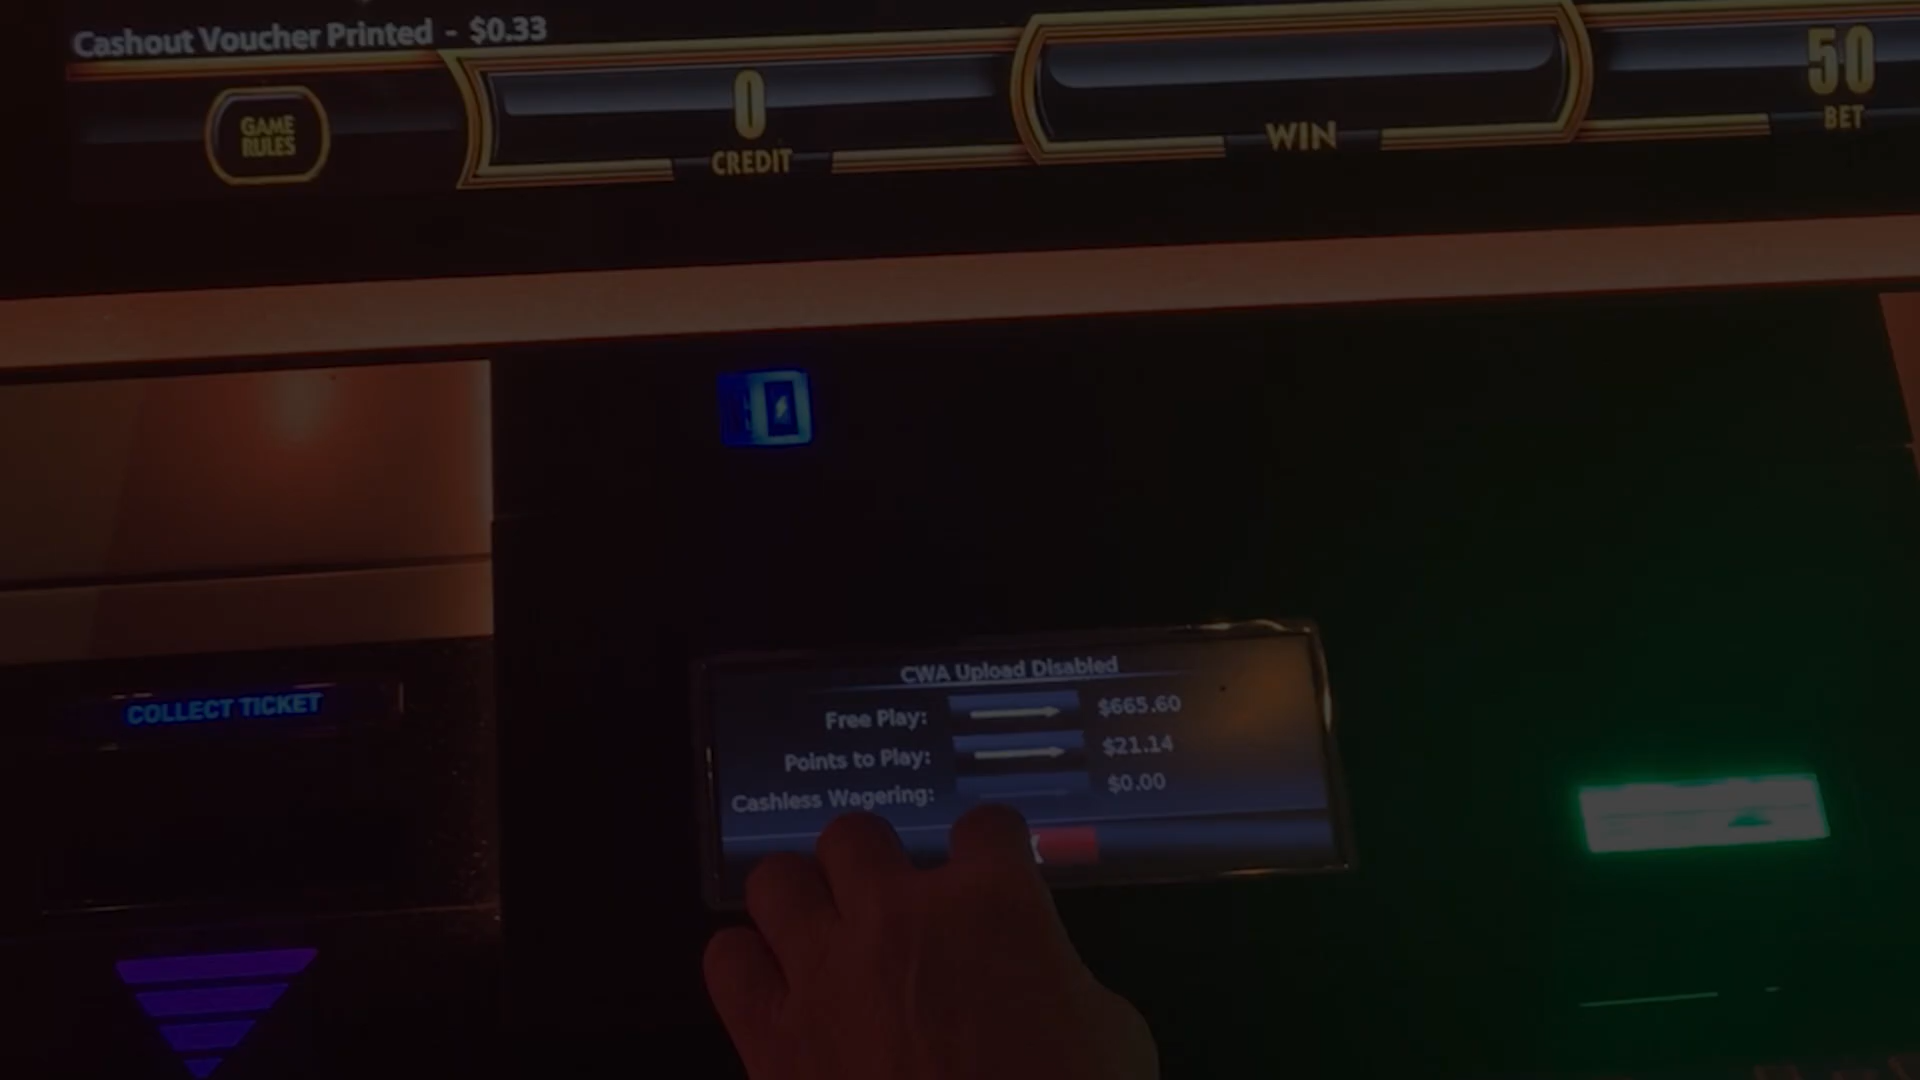 Cashout Voucher Printed - $0.33
GAME
RULES
0
CREDIT
WIN
50
BET
CWA Upload Disabled
Free Play: $665.60
Points to Play: $21.14
Cashless Wagering: $0.00
COLLECT TICKET